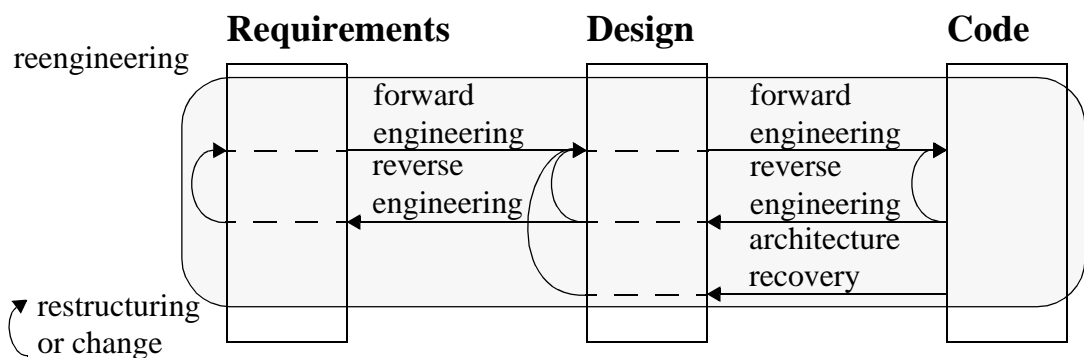 Requirements Design Code
reengineering
forward
engineering
reverse
engineering
forward
engineering
reverse
engineering
architecture
recovery
restructuring
or change